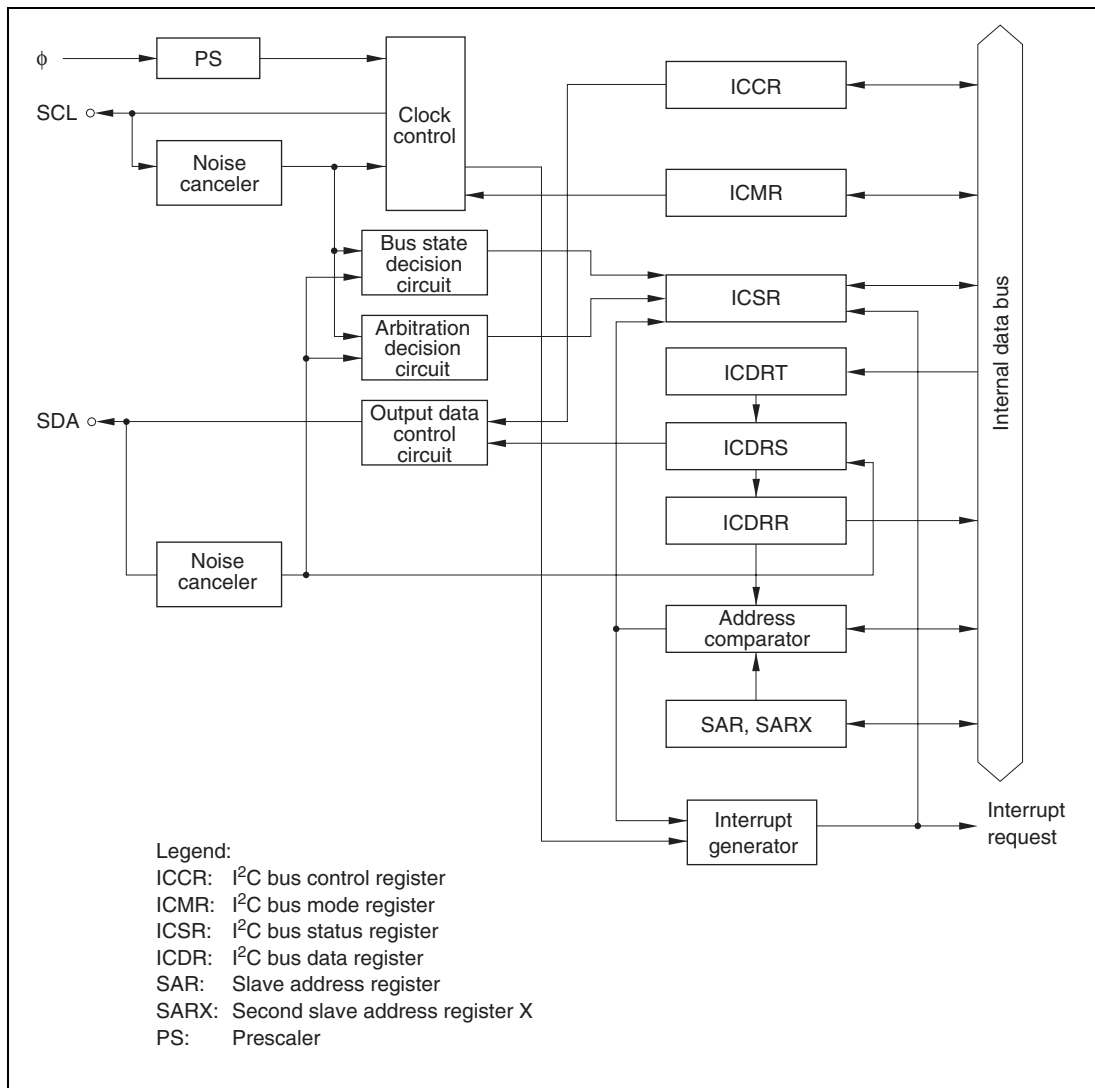 ϕ
PS
SCL
Clock
control
Noise
canceler
ICCR
ICMR
Bus state
decision
circuit
ICSR
Arbitration
decision
circuit
ICDRT
SDA
Output data
control
circuit
ICDRS
ICDRR
Noise
canceler
Address
comparator
SAR, SARX
Internal data bus
Interrupt
generator
Interrupt
request
Legend:
ICCR: I²C bus control register
ICMR: I²C bus mode register
ICSR: I²C bus status register
ICDR: I²C bus data register
SAR: Slave address register
SARX: Second slave address register X
PS: Prescaler